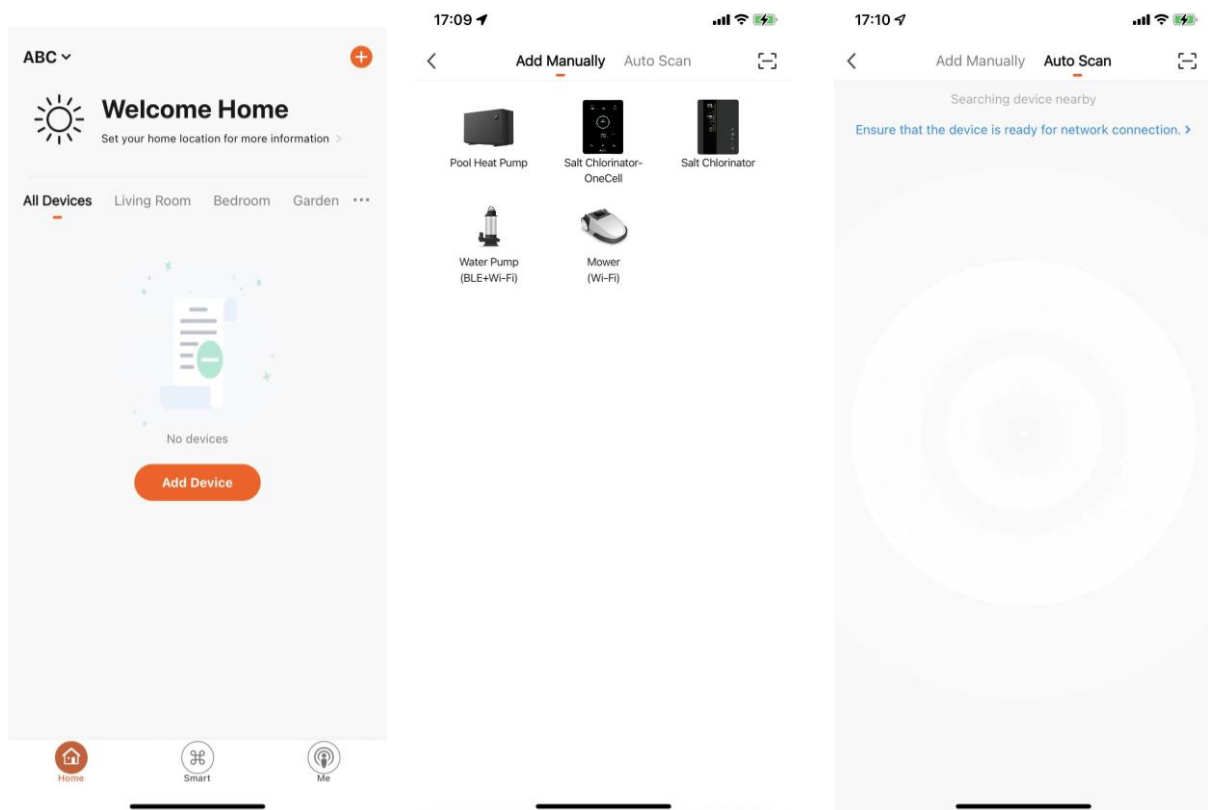 ABC
Welcome Home
Set your home location for more information >
All Devices Living Room Bedroom Garden ...
No devices
Add Device
Home Smart Me
17:09
Add Manually Auto Scan
Pool Heat Pump
Salt Chlorinator-
OneCell
Salt Chlorinator
Water Pump
(BLE+Wi-Fi)
Mower
(Wi-Fi)
17:10
Add Manually Auto Scan
Searching device nearby
Ensure that the device is ready for network connection. >